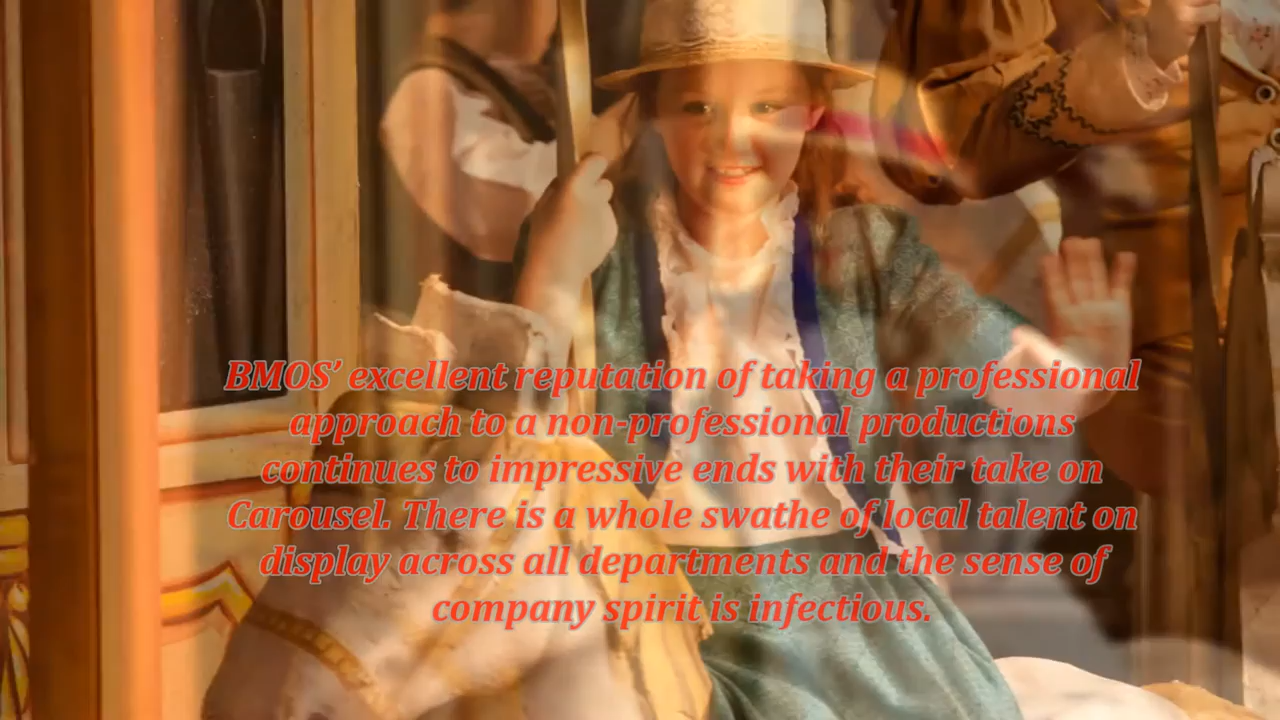 BMOS’ excellent reputation of taking a professional
approach to a non-professional productions
continues to impressive ends with their take on
Carousel. There is a whole swathe of local talent on
display across all departments and the sense of
company spirit is infectious.